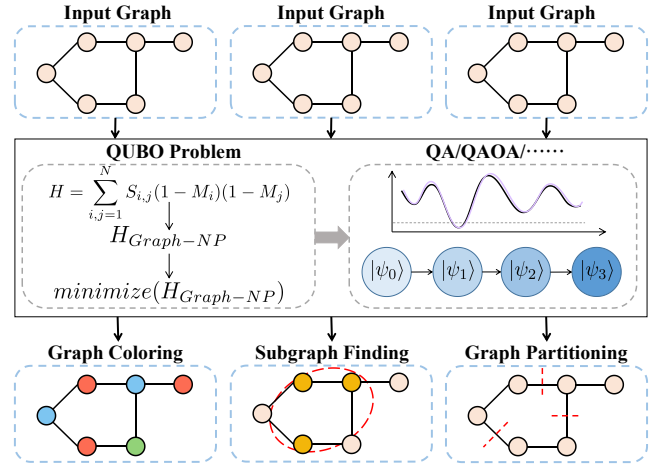 Input Graph Input Graph Input Graph
QUBO Problem
H = \sum_{i,j=1}^{N} S_{i,j}(1 − M_i)(1 − M_j)
H_{Graph−NP}
minimize(H_{Graph−NP})
QA/QAOA/······
|ψ_0⟩ |ψ_1⟩ |ψ_2⟩ |ψ_3⟩
Graph Coloring Subgraph Finding Graph Partitioning